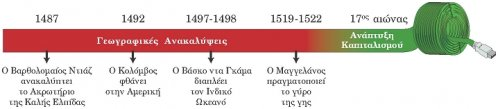 1487 1492 1497-1498 1519-1522 17ος αιώνας
Γεωγραφικές Ανακαλύψεις
Ανάπτυξη
Καπιταλισμού
Ο Βαρθολομαίος Ντιάζ
ανακαλύπτει
το Ακρωτήριο
της Καλής Ελπίδας
Ο Κολόμβος
φθάνει
στην Αμερική
Ο Βάσκο ντα Γκάμα
διαπλέει
τον Ινδικό
Ωκεανό
Ο Μαγγελάνος
πραγματοποιεί
το γύρο
της γης